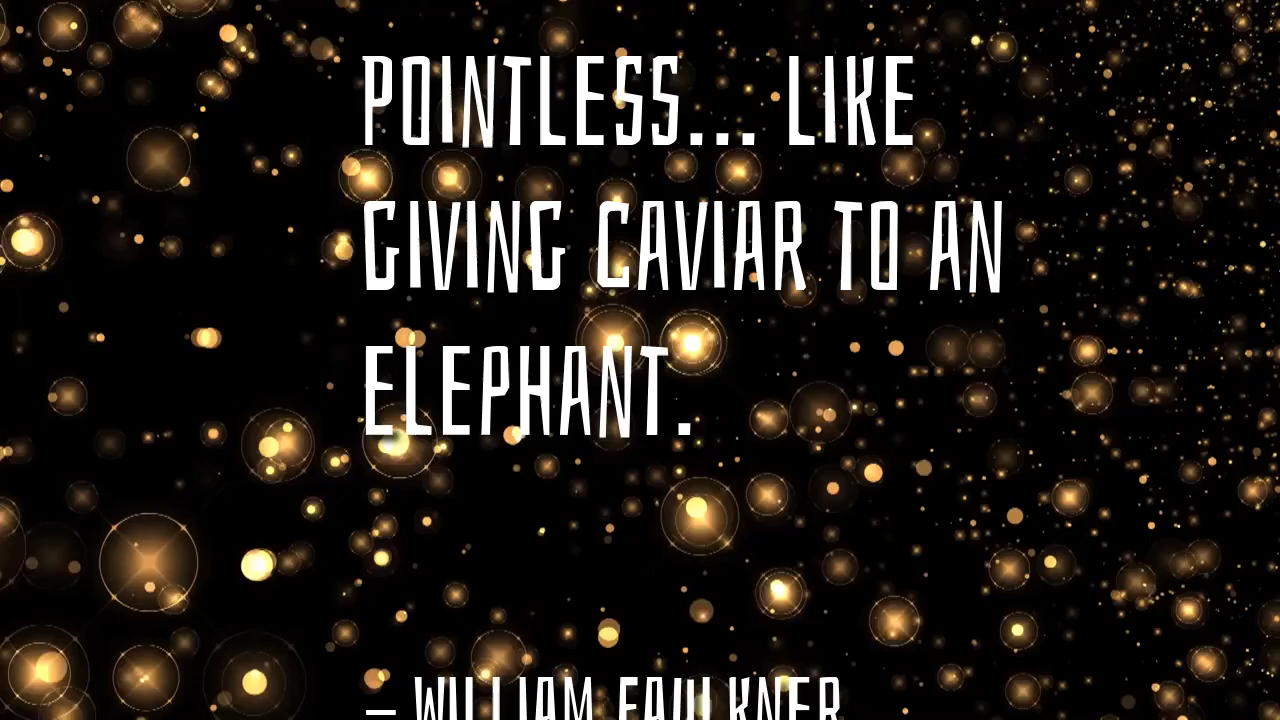 POINTLESS... LIKE
GIVING CAVIAR TO AN
ELEPHANT.
– WILLIAM FAULKNER